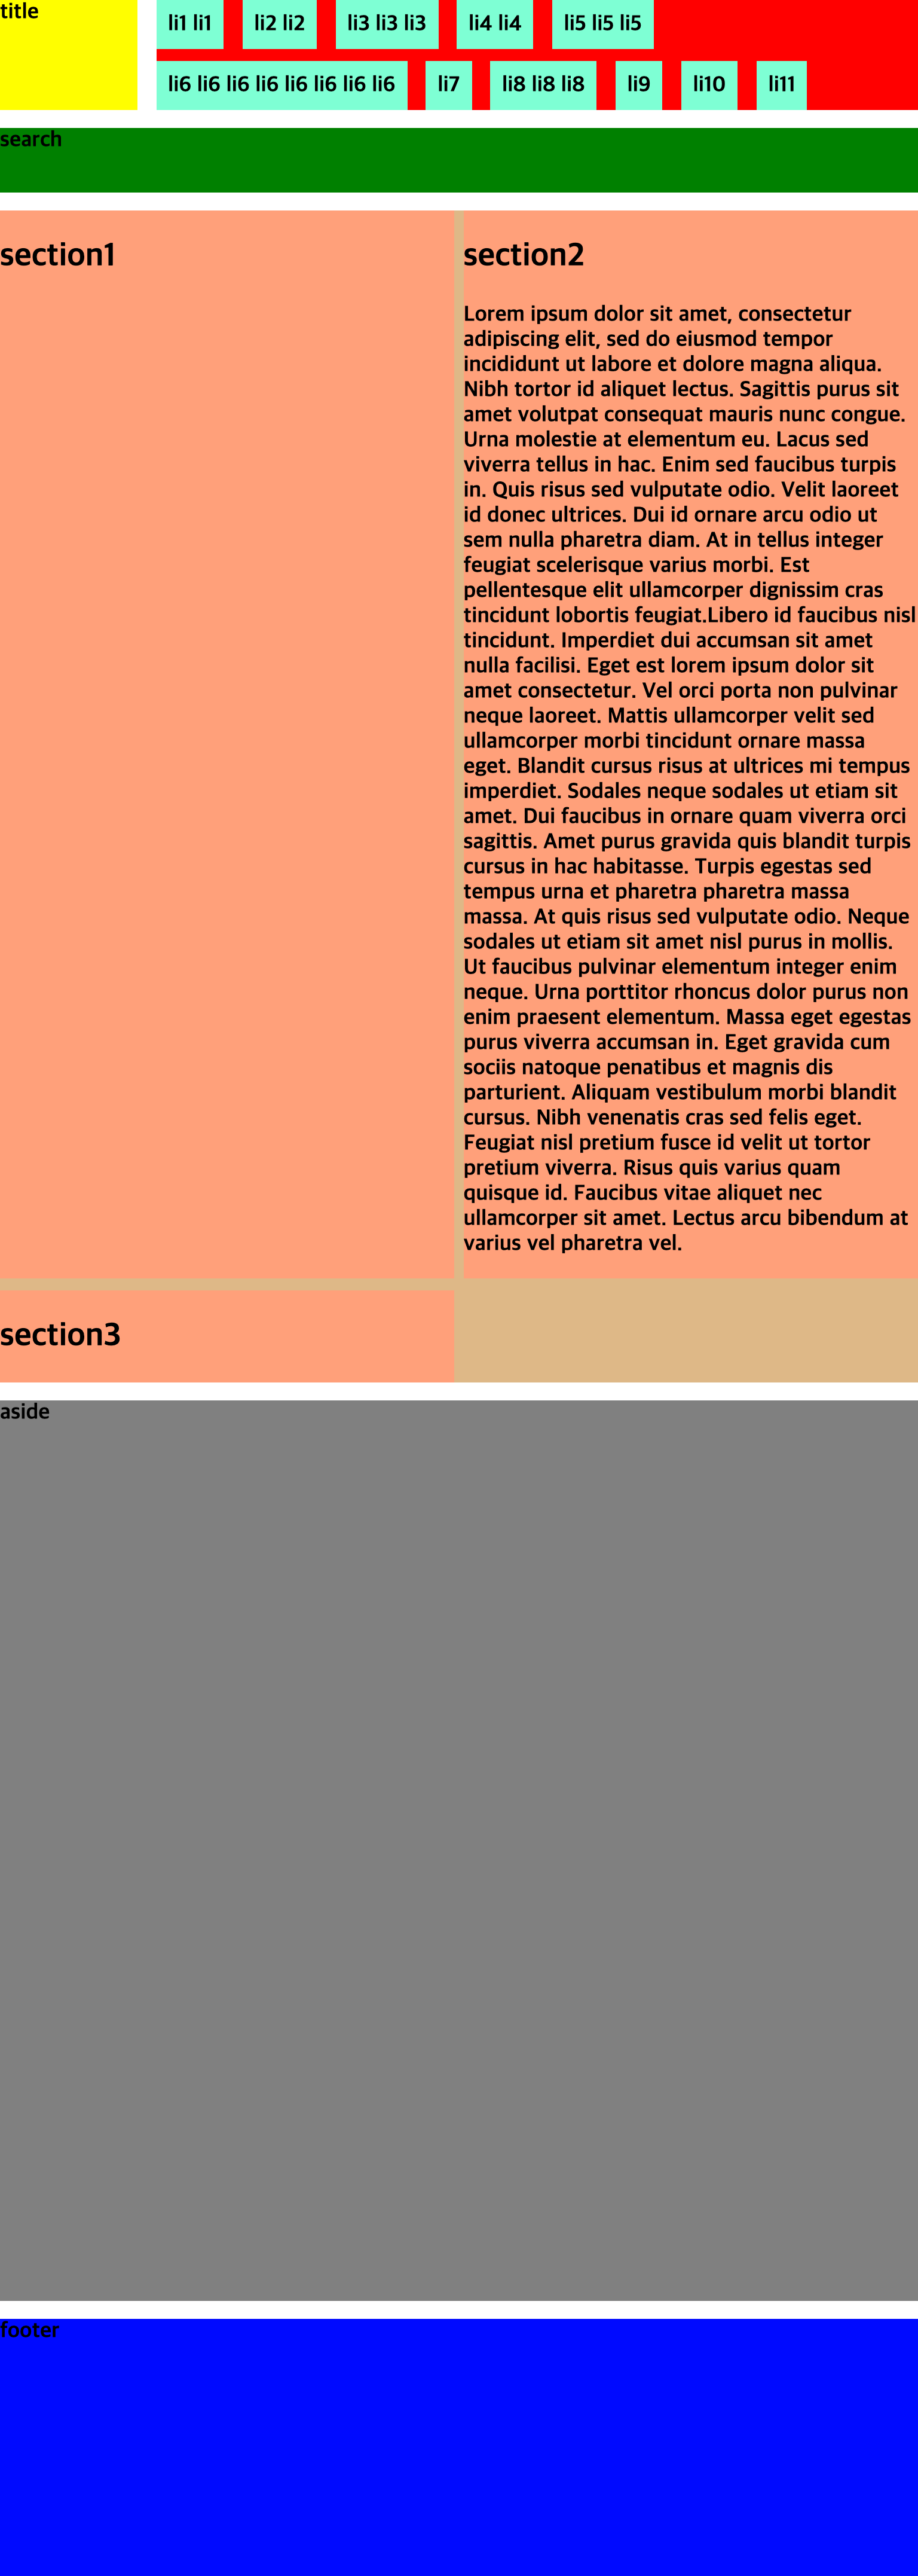 title
li1 li1 li2 li2 li3 li3 li3 li4 li4 li5 li5 li5
li6 li6 li6 li6 li6 li6 li6 li6 li7 li8 li8 li8 li9 li10 li11
search
section1
section2
Lorem ipsum dolor sit amet, consectetur
adipiscing elit, sed do eiusmod tempor
incididunt ut labore et dolore magna aliqua.
Nibh tortor id aliquet lectus. Sagittis purus sit
amet volutpat consequat mauris nunc congue.
Urna molestie at elementum eu. Lacus sed
viverra tellus in hac. Enim sed faucibus turpis
in. Quis risus sed vulputate odio. Velit laoreet
id donec ultrices. Dui id ornare arcu odio ut
sem nulla pharetra diam. At in tellus integer
feugiat scelerisque varius morbi. Est
pellentesque elit ullamcorper dignissim cras
tincidunt lobortis feugiat.Libero id faucibus nisl
tincidunt. Imperdiet dui accumsan sit amet
nulla facilisi. Eget est lorem ipsum dolor sit
amet consectetur. Vel orci porta non pulvinar
neque laoreet. Mattis ullamcorper velit sed
ullamcorper morbi tincidunt ornare massa
eget. Blandit cursus risus at ultrices mi tempus
imperdiet. Sodales neque sodales ut etiam sit
amet. Dui faucibus in ornare quam viverra orci
sagittis. Amet purus gravida quis blandit turpis
cursus in hac habitasse. Turpis egestas sed
tempus urna et pharetra pharetra massa
massa. At quis risus sed vulputate odio. Neque
sodales ut etiam sit amet nisl purus in mollis.
Ut faucibus pulvinar elementum integer enim
neque. Urna porttitor rhoncus dolor purus non
enim praesent elementum. Massa eget egestas
purus viverra accumsan in. Eget gravida cum
sociis natoque penatibus et magnis dis
parturient. Aliquam vestibulum morbi blandit
cursus. Nibh venenatis cras sed felis eget.
Feugiat nisl pretium fusce id velit ut tortor
pretium viverra. Risus quis varius quam
quisque id. Faucibus vitae aliquet nec
ullamcorper sit amet. Lectus arcu bibendum at
varius vel pharetra vel.
section3
aside
footer